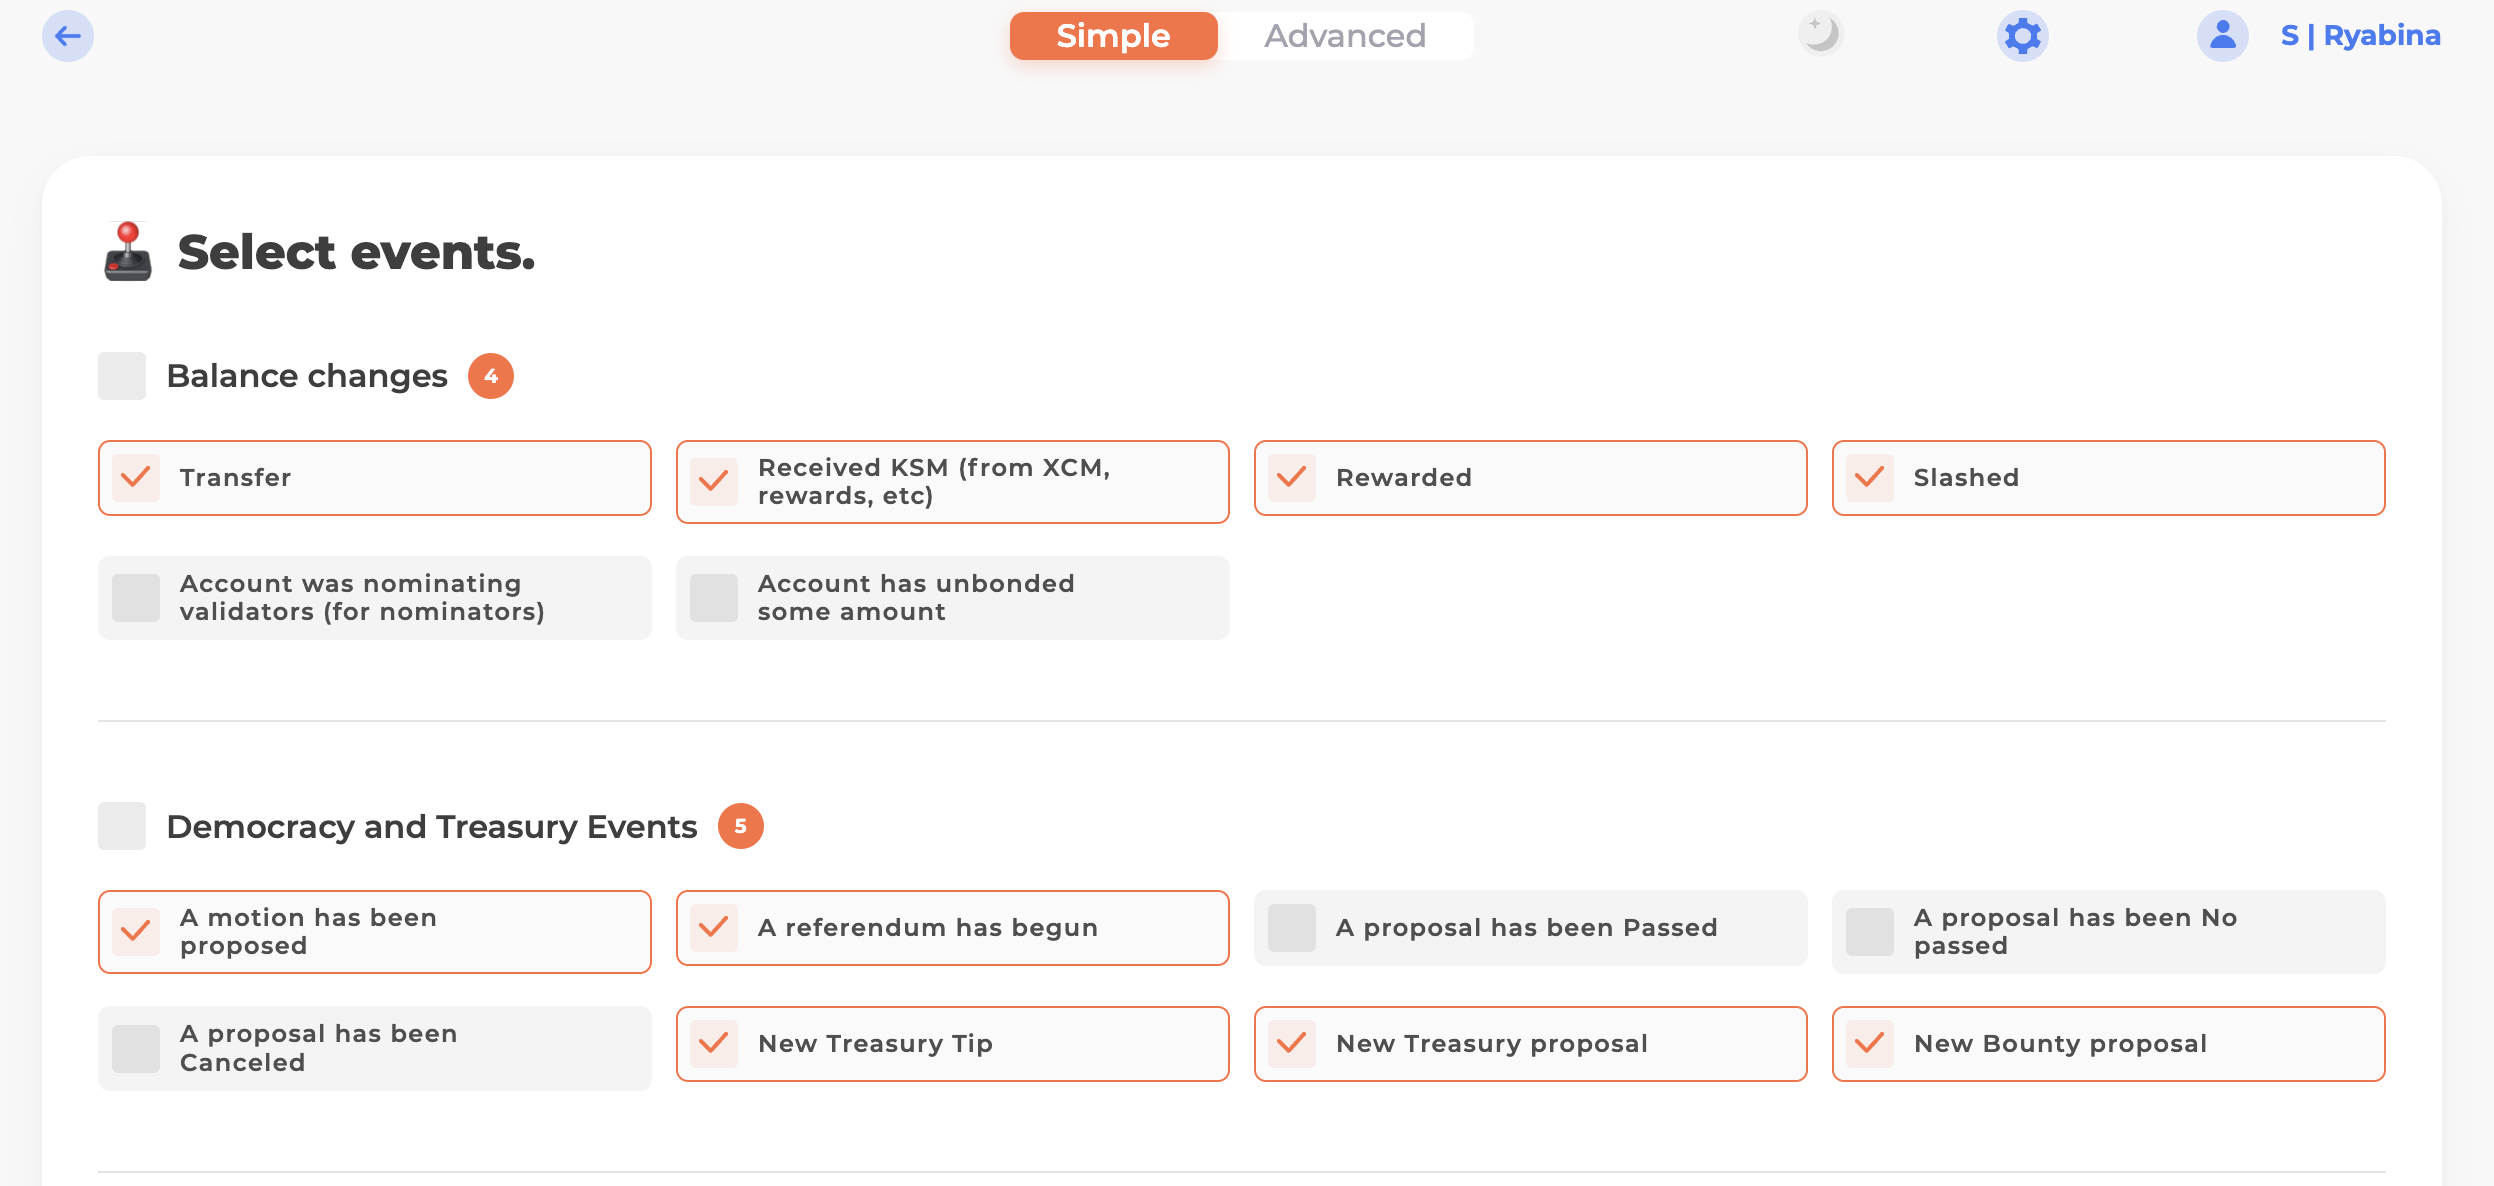 Simple
Advanced
S | Ryabina
Select events.
Balance changes
4
Transfer
Received KSM (from XCM,
rewards, etc)
Rewarded
Slashed
Account was nominating
validators (for nominators)
Account has unbonded
some amount
Democracy and Treasury Events
5
A motion has been
proposed
A referendum has begun
A proposal has been Passed
A proposal has been No
passed
A proposal has been
Canceled
New Treasury Tip
New Treasury proposal
New Bounty proposal